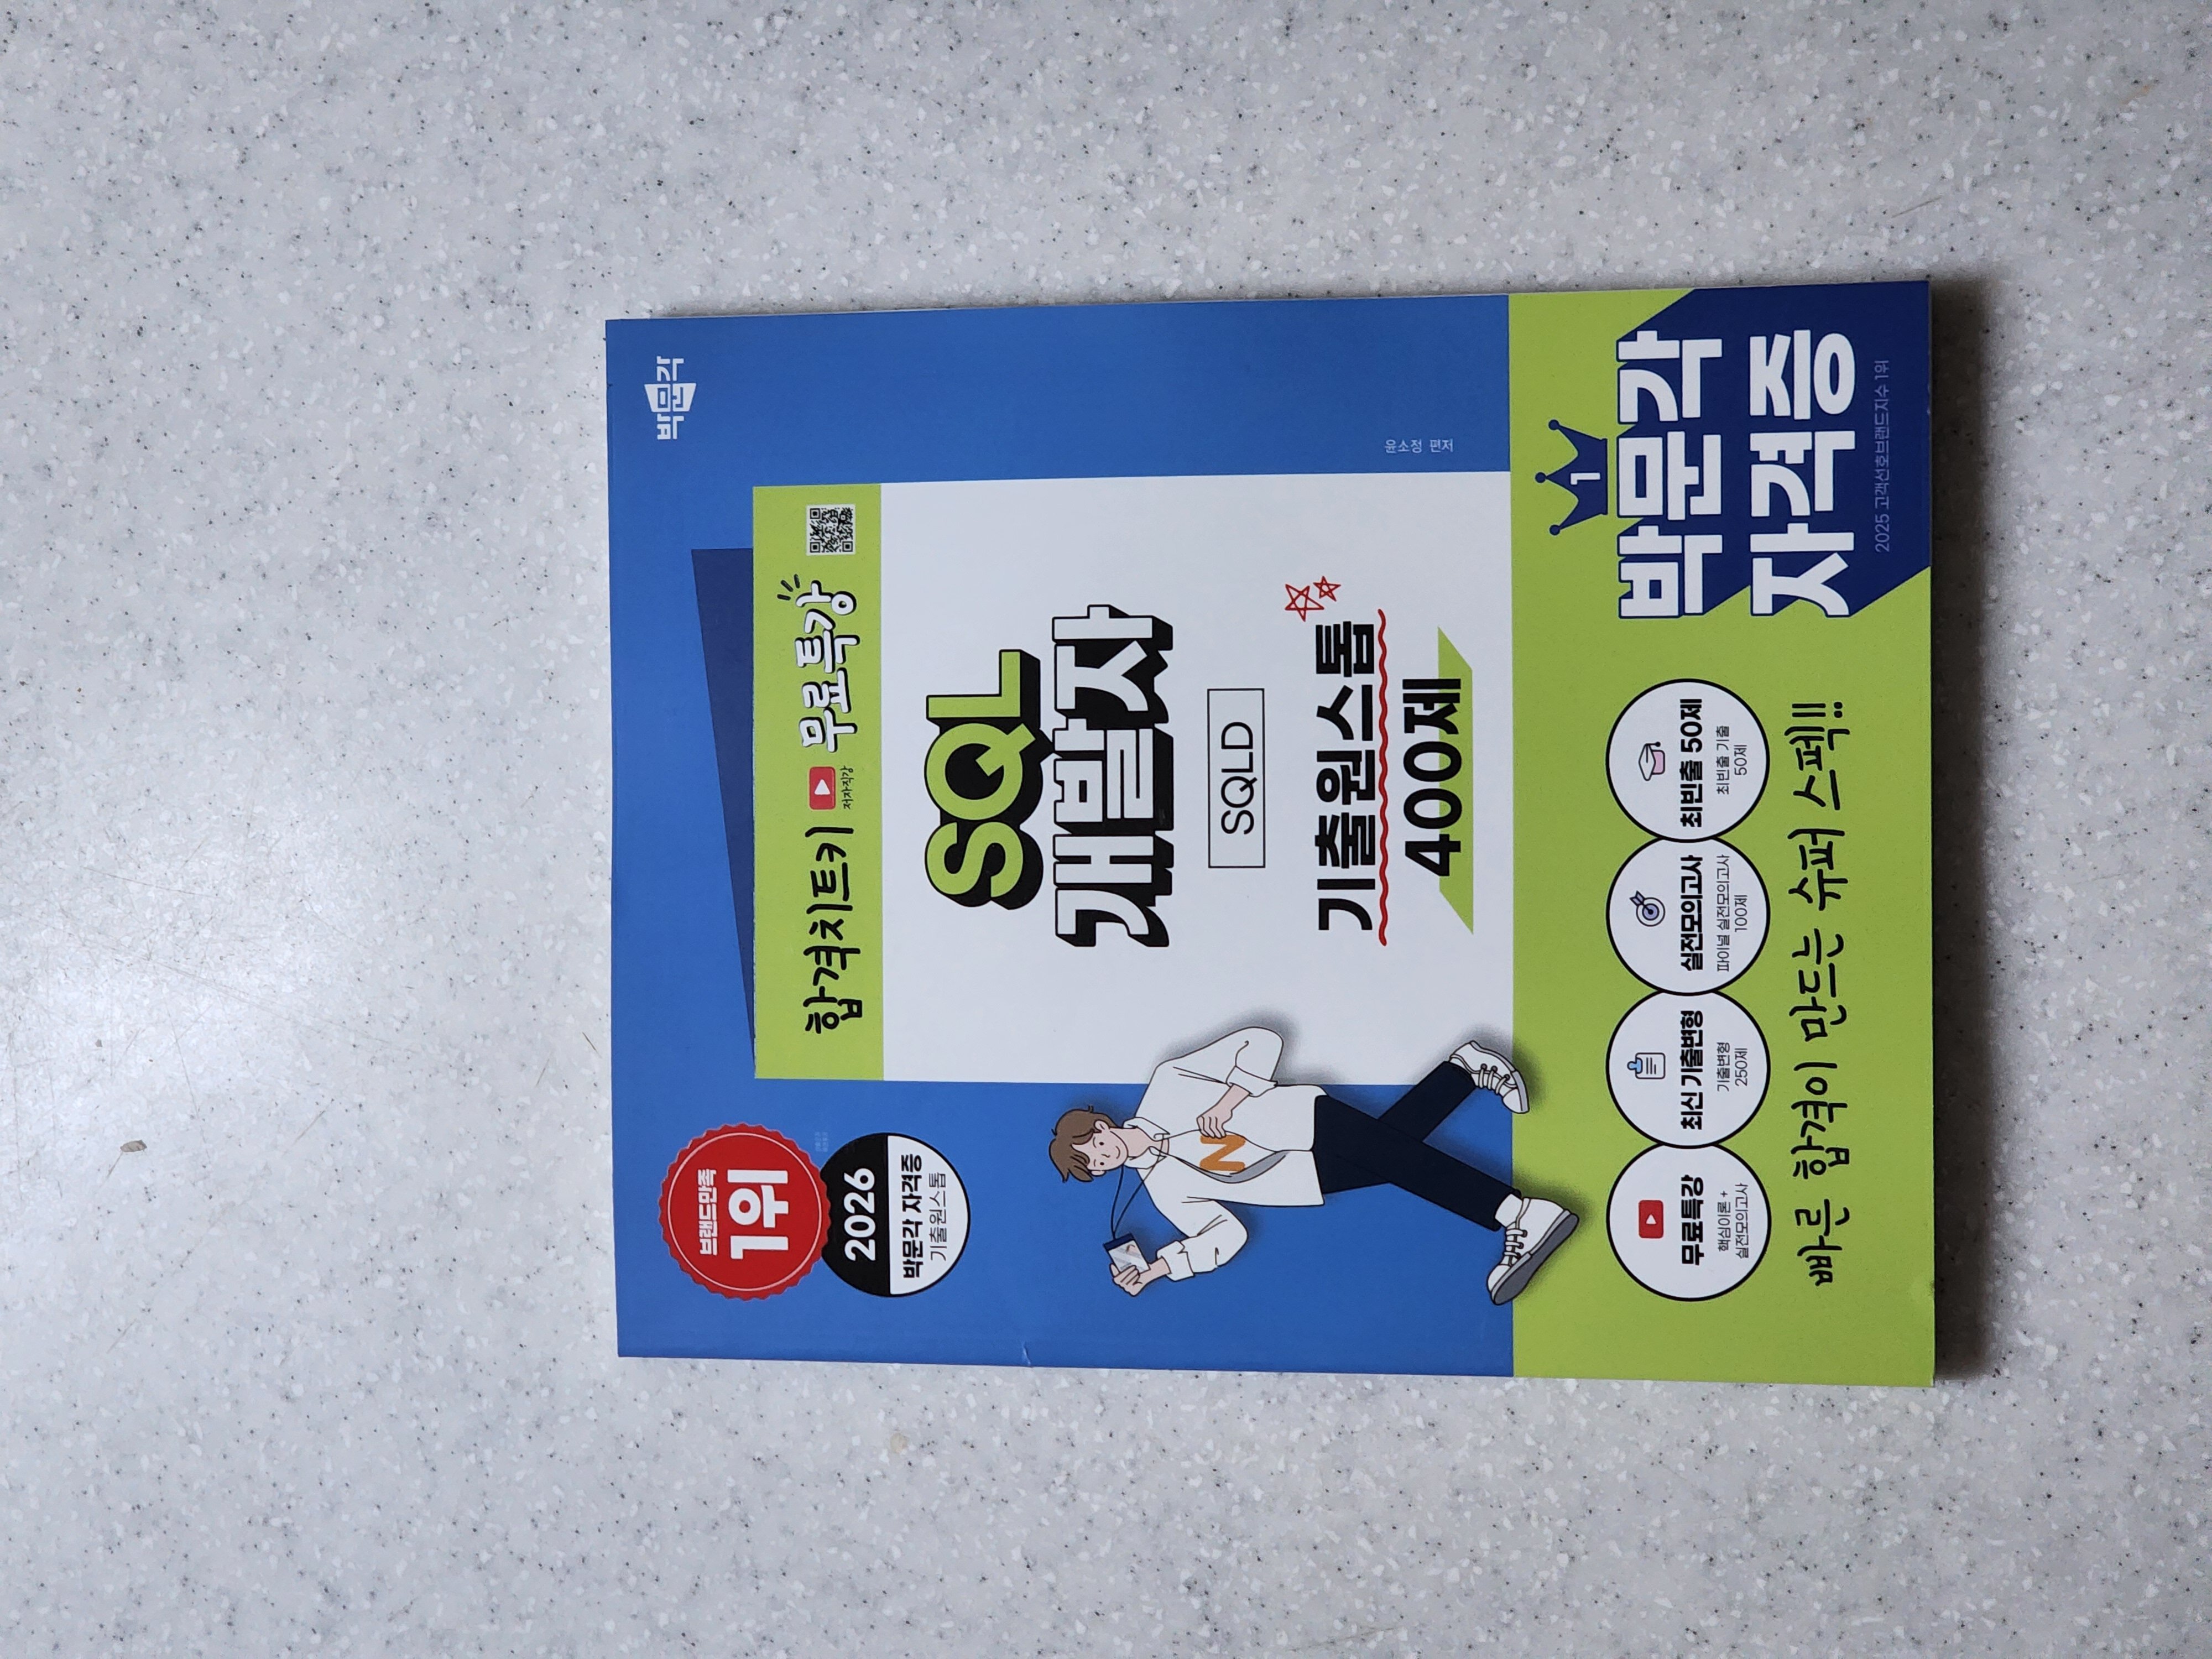 브랜드만족
1위
박문각
2026
박문각 자격증
기출원스톱
합격치트키
저자직강
무료특강
SQL
개발자
SQLD
기출원스톱
400제
윤소정 편저
N
무료특강
핵심이론 +
실전모의고사
최신 기출변형
기출변형
250제
실전모의고사
파이널 실전모의고사
100제
최빈출 50제
최빈출 기출
50제
빠른 합격이 만드는 슈퍼 스펙!!
1
박문각
자격증
2025 고객선호브랜드지수 1위